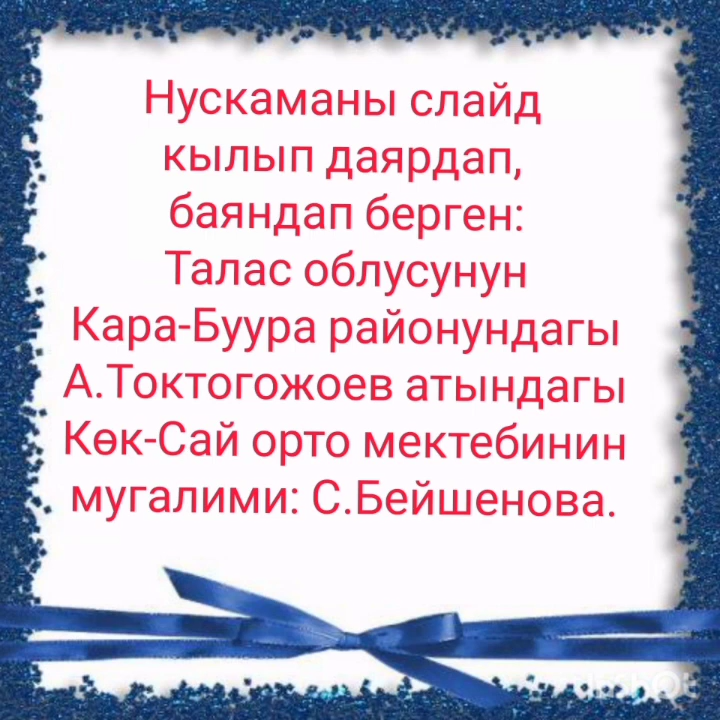 Нускаманы слайд
кылып даярдап,
баяндап берген:
Талас облусунун
Кара-Буура районундагы
А.Токтогожоев атындагы
Көк-Сай орто мектебинин
мугалими: С.Бейшенова.